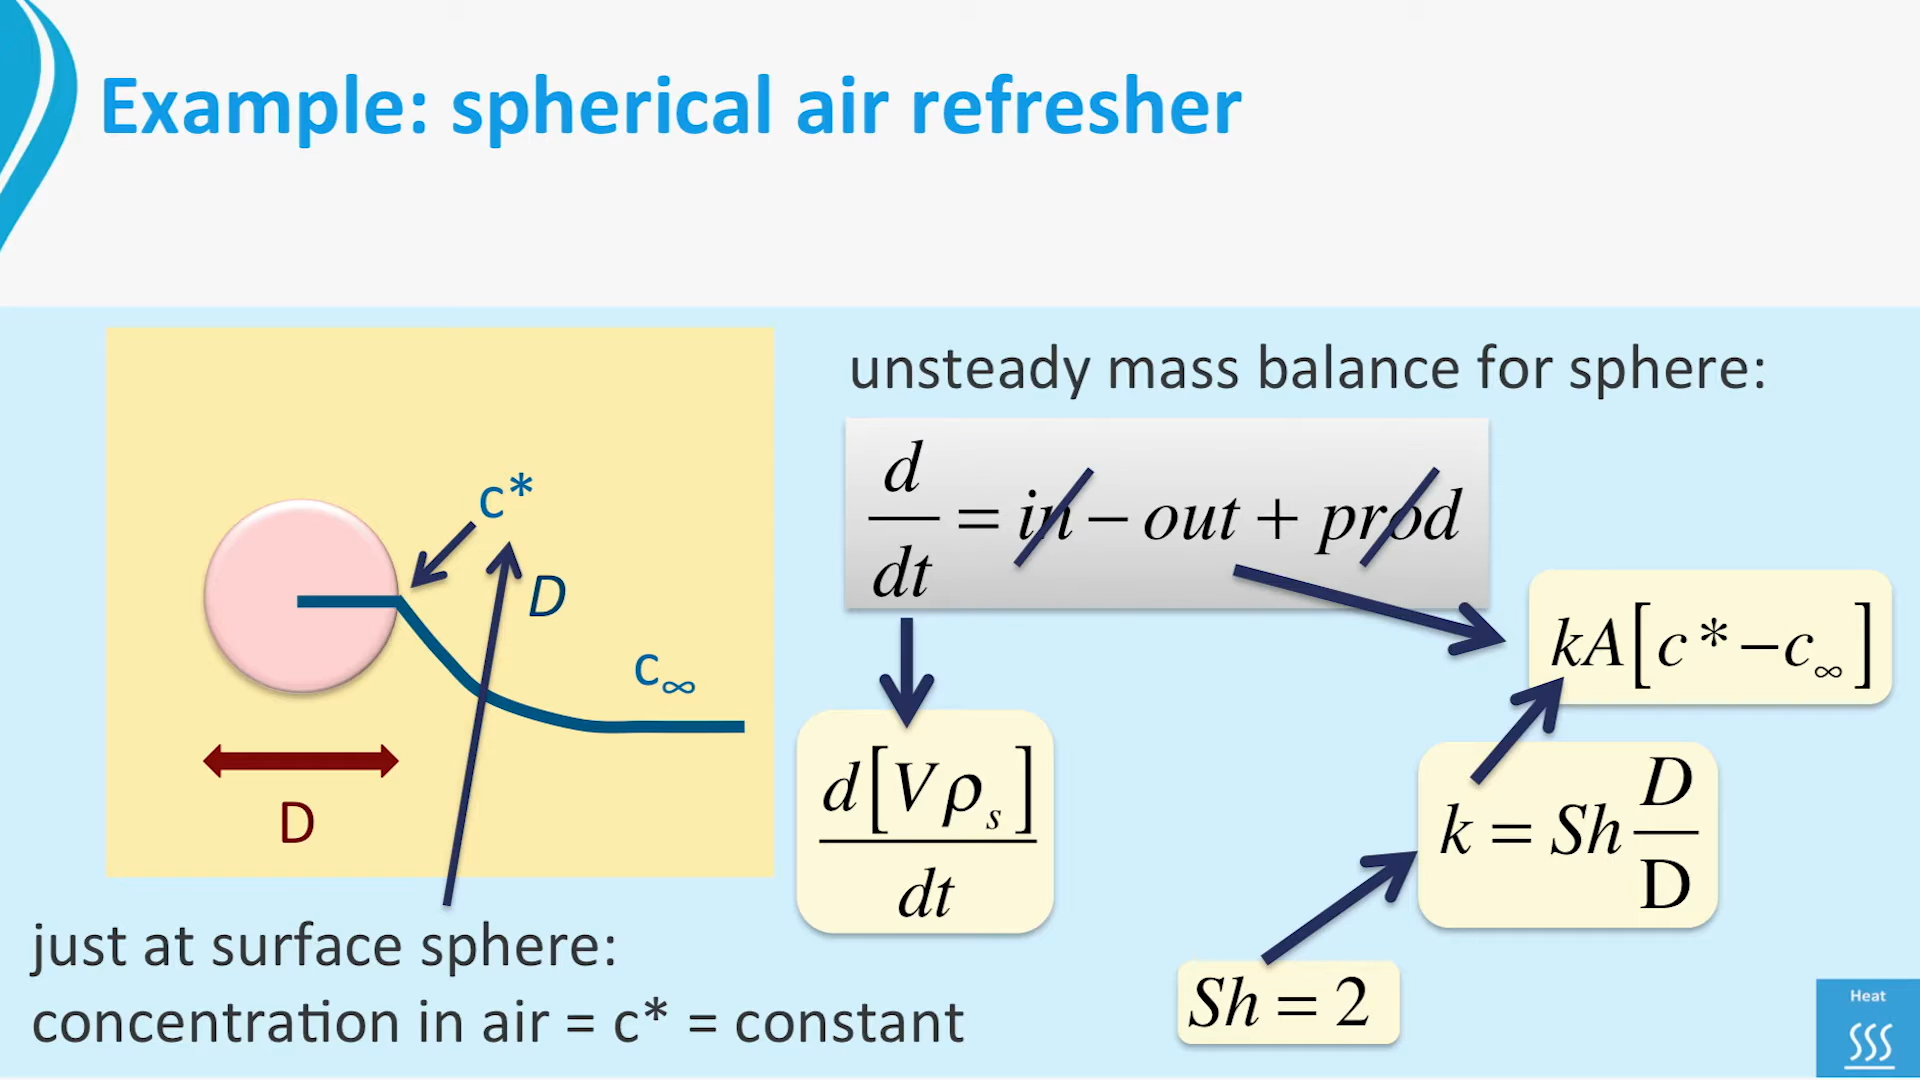 Example: spherical air refresher
c*
D
c∞
D
just at surface sphere:
concentration in air = c* = constant
unsteady mass balance for sphere:
d/dt = in − out + prod
kA[c*−c∞]
d[Vρs]/dt
k = Sh D/D
Sh = 2
Heat